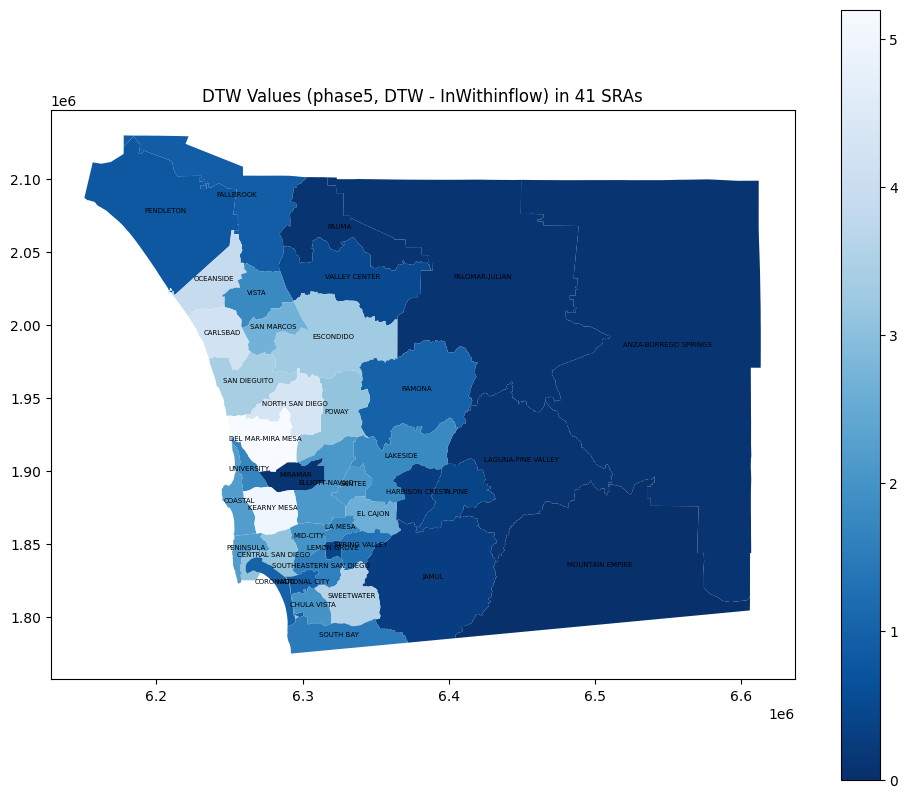 DTW Values (phase5, DTW - InWithinflow) in 41 SRAs
1e6
5
4
3
2
1
0
2.10
2.05
2.00
1.95
1.90
1.85
1.80
6.2
6.3
6.4
6.5
6.6
1e6
FALLBROOK
PENDLETON
PAUMA
OCEANSIDE
VALLEY CENTER
PALOMAR-JULIAN
VISTA
CARLSBAD
SAN MARCOS
ESCONDIDO
ANZA-BORREGO SPRINGS
SAN DIEGUITO
RAMONA
NORTH SAN DIEGO
POWAY
DEL MAR-MIRA MESA
LAKESIDE
LAGUNA-PINE VALLEY
UNIVERSITY
MIRAMAR
ELLIOTT-NAVAJO
SANTEE
HARBISON CREST
ALPINE
COASTAL
KEARNY MESA
EL CAJON
LA MESA
MID-CITY
SPRING VALLEY
PENINSULA
LEMON GROVE
CENTRAL SAN DIEGO
SOUTHEASTERN SAN DIEGO
MOUNTAIN EMPIRE
CORONADO
NATIONAL CITY
JAMUL
SWEETWATER
CHULA VISTA
SOUTH BAY